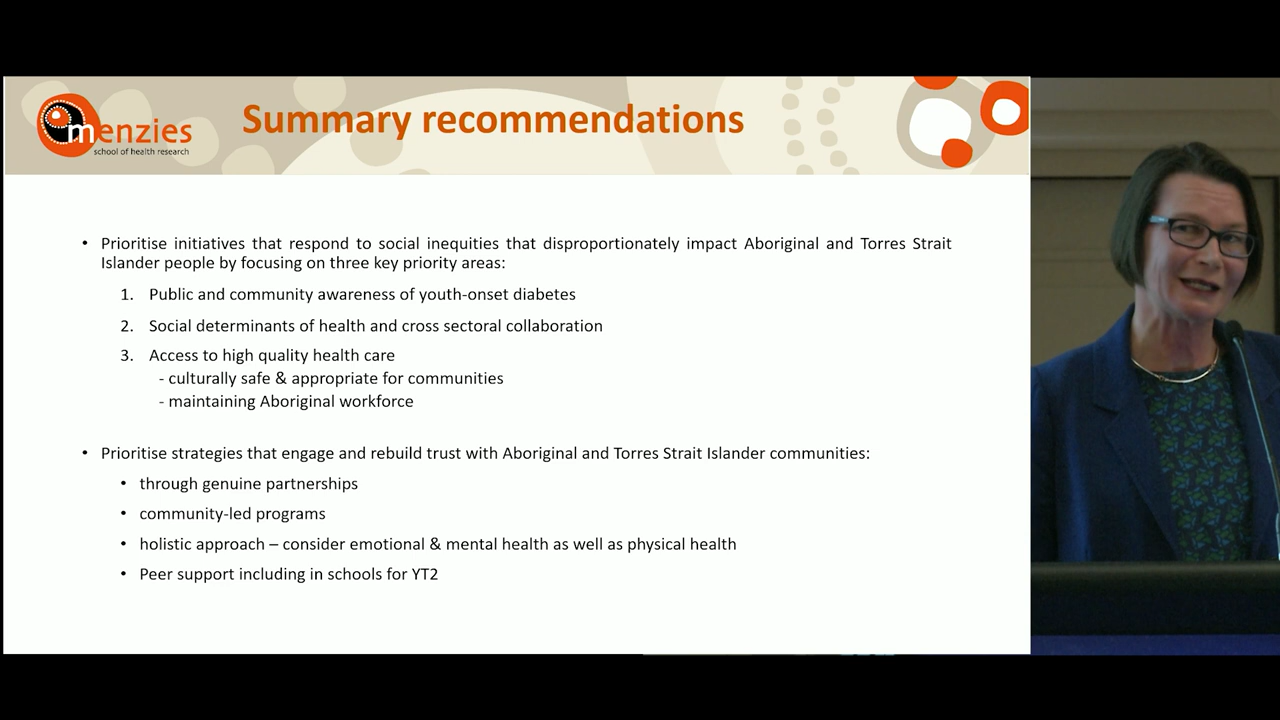 menzies
school of health research
Summary recommendations
• Prioritise initiatives that respond to social inequities that disproportionately impact Aboriginal and Torres Strait
Islander people by focusing on three key priority areas:
1. Public and community awareness of youth-onset diabetes
2. Social determinants of health and cross sectoral collaboration
3. Access to high quality health care
- culturally safe & appropriate for communities
- maintaining Aboriginal workforce
• Prioritise strategies that engage and rebuild trust with Aboriginal and Torres Strait Islander communities:
• through genuine partnerships
• community-led programs
• holistic approach – consider emotional & mental health as well as physical health
• Peer support including in schools for YT2